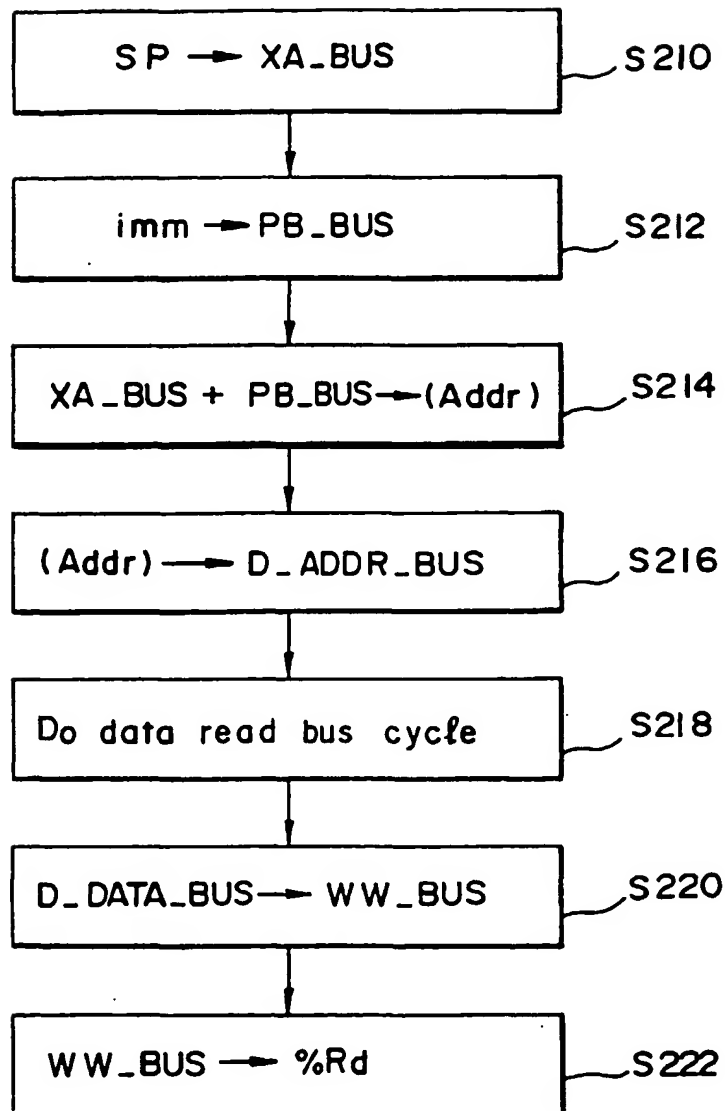 SP → XA_BUS S210
imm → PB_BUS S212
XA_BUS + PB_BUS → (Addr) S214
(Addr) → D_ADDR_BUS S216
Do data read bus cycle S218
D_DATA_BUS → WW_BUS S220
WW_BUS → %Rd S222